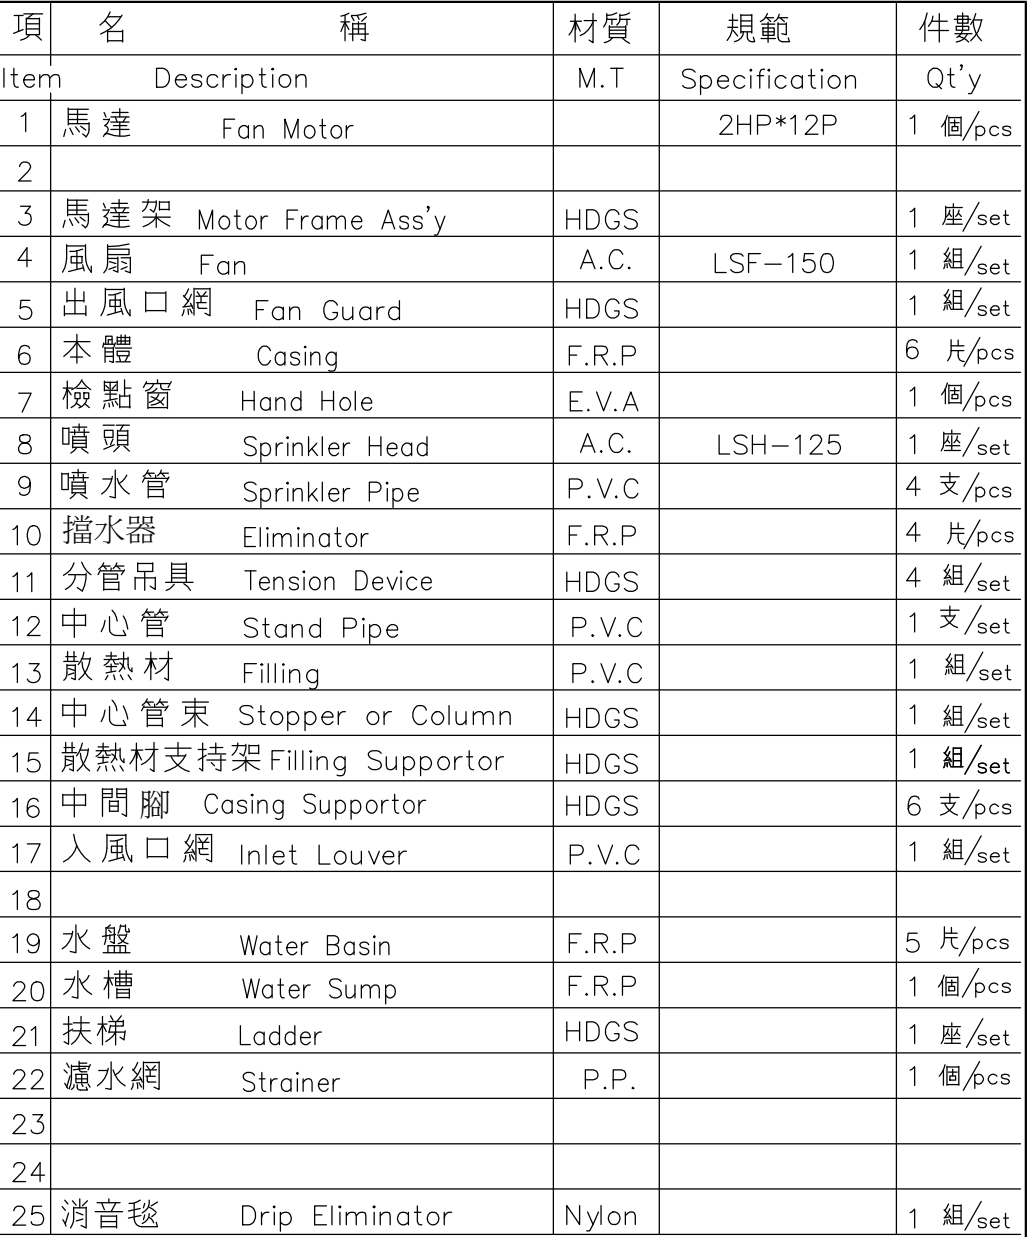 項 名 稱 材質 規範 件數
Item Description M.T Specification Qt'y
1 馬達 Fan Motor 2HP*12P 1 個/pcs
2
3 馬達架 Motor Frame Ass'y HDGS 1 座/set
4 風扇 Fan A.C. LSF-150 1 組/set
5 出風口網 Fan Guard HDGS 1 組/set
6 本體 Casing F.R.P 6 片/pcs
7 檢點窗 Hand Hole E.V.A 1 個/pcs
8 噴頭 Sprinkler Head A.C. LSH-125 1 座/set
9 噴水管 Sprinkler Pipe P.V.C 4 支/pcs
10 擋水器 Eliminator F.R.P 4 片/pcs
11 分管吊具 Tension Device HDGS 4 組/set
12 中心管 Stand Pipe P.V.C 1 支/set
13 散熱材 Filling P.V.C 1 組/set
14 中心管束 Stopper or Column HDGS 1 組/set
15 散熱材支持架 Filling Supportor HDGS 1 組/set
16 中間腳 Casing Supportor HDGS 6 支/pcs
17 入風口網 Inlet Louver P.V.C 1 組/set
18
19 水盤 Water Basin F.R.P 5 片/pcs
20 水槽 Water Sump F.R.P 1 個/pcs
21 扶梯 Ladder HDGS 1 座/set
22 濾水網 Strainer P.P. 1 個/pcs
23
24
25 消音毯 Drip Eliminator Nylon 1 組/set